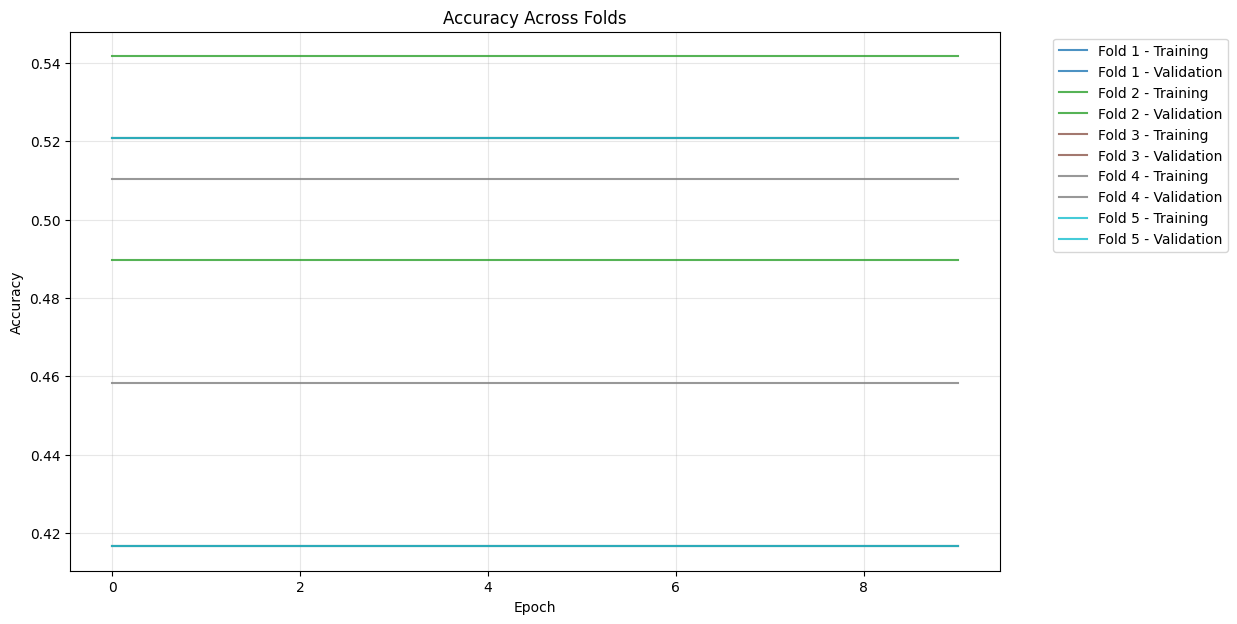 Accuracy Across Folds
Accuracy
0.54
0.52
0.50
0.48
0.46
0.44
0.42
0
2
4
6
8
Epoch
Fold 1 - Training
Fold 1 - Validation
Fold 2 - Training
Fold 2 - Validation
Fold 3 - Training
Fold 3 - Validation
Fold 4 - Training
Fold 4 - Validation
Fold 5 - Training
Fold 5 - Validation